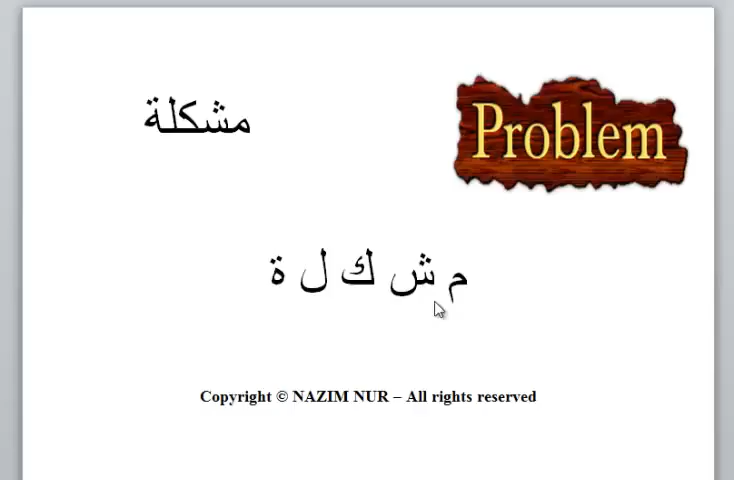 مشكلة
Problem
م ش ك ل ة
Copyright © NAZIM NUR – All rights reserved